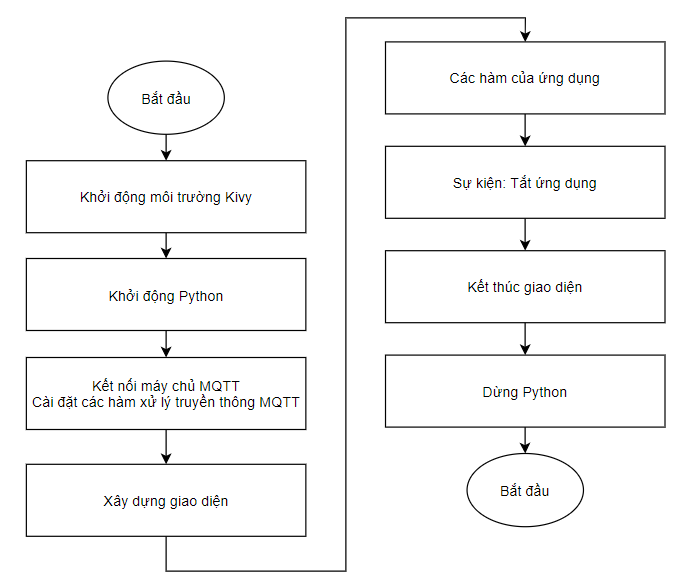 Bắt đầu
Khởi động môi trường Kivy
Khởi động Python
Kết nối máy chủ MQTT
Cài đặt các hàm xử lý truyền thông MQTT
Xây dựng giao diện
Các hàm của ứng dụng
Sự kiện: Tắt ứng dụng
Kết thúc giao diện
Dừng Python
Bắt đầu